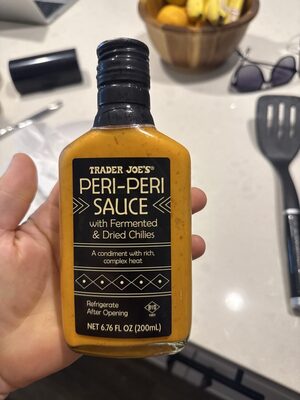 TRADER JOE'S®
PERI-PERI
SAUCE
with Fermented
& Dried Chilies
A condiment with rich,
complex heat
Refrigerate
After Opening
NET 6.76 FL OZ (200mL)